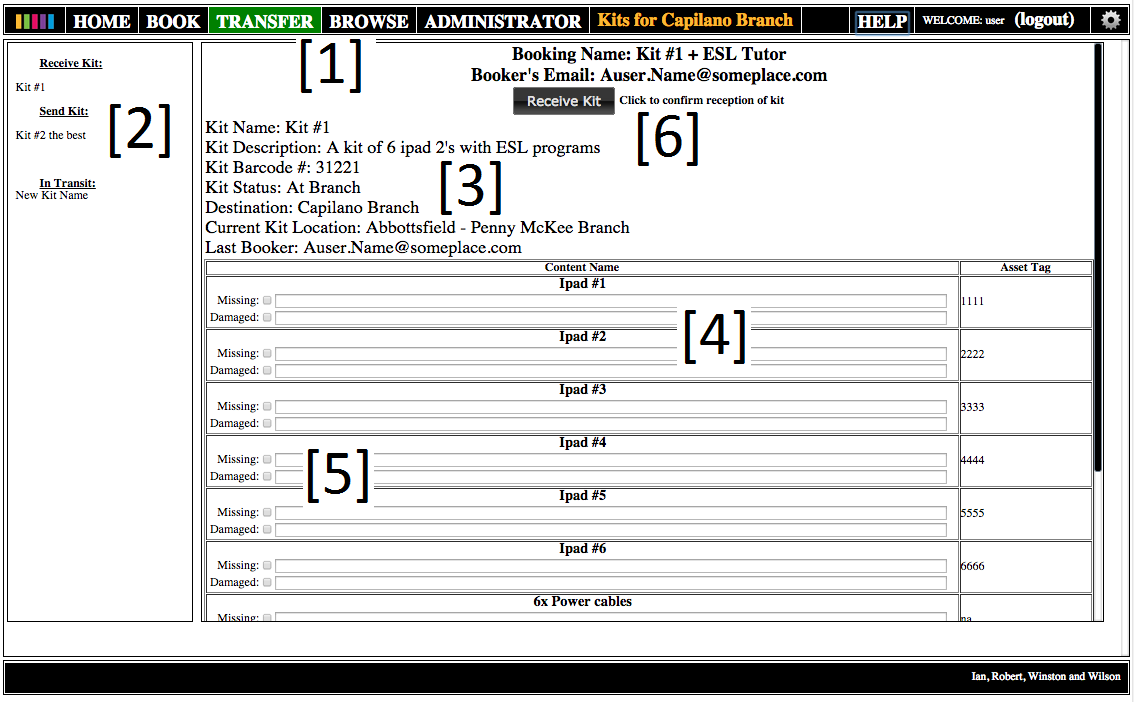 HOME BOOK TRANSFER BROWSE ADMINISTRATOR Kits for Capilano Branch HELP WELCOME: user (logout)
Receive Kit:
Kit #1
Send Kit:
Kit #2 the best
[2]
In Transit:
New Kit Name
[1]
Booking Name: Kit #1 + ESL Tutor
Booker's Email: Auser.Name@someplace.com
Receive Kit Click to confirm reception of kit
[6]
Kit Name: Kit #1
Kit Description: A kit of 6 ipad 2's with ESL programs
Kit Barcode #: 31221
Kit Status: At Branch
[3]
Destination: Capilano Branch
Current Kit Location: Abbottsfield - Penny McKee Branch
Last Booker: Auser.Name@someplace.com
Content Name Asset Tag
Ipad #1
Missing: 1111
Damaged:
[4]
Ipad #2
Missing: 2222
Damaged:
Ipad #3
Missing: 3333
Damaged:
Ipad #4
Missing: 4444
Damaged:
[5]
Ipad #5
Missing: 5555
Damaged:
Ipad #6
Missing: 6666
Damaged:
6x Power cables
Missing: na
Ian, Robert, Winston and Wilson